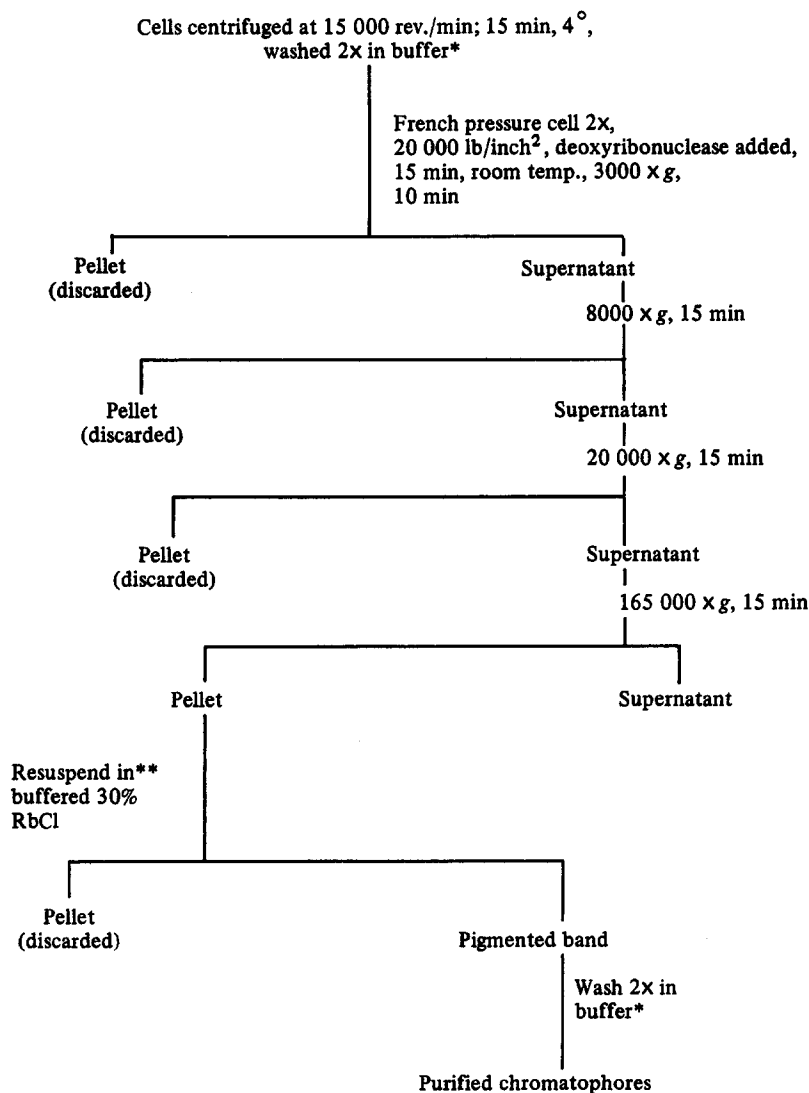 Cells centrifuged at 15 000 rev./min; 15 min, 4°,
washed 2x in buffer*
French pressure cell 2x,
20 000 lb/inch², deoxyribonuclease added,
15 min, room temp., 3000 × g,
10 min
Pellet
(discarded)
Supernatant
8000 × g, 15 min
Pellet
(discarded)
Supernatant
20 000 × g, 15 min
Pellet
(discarded)
Supernatant
165 000 × g, 15 min
Pellet
Supernatant
Resuspend in**
buffered 30%
RbCl
Pellet
(discarded)
Pigmented band
Wash 2x in
buffer*
Purified chromatophores